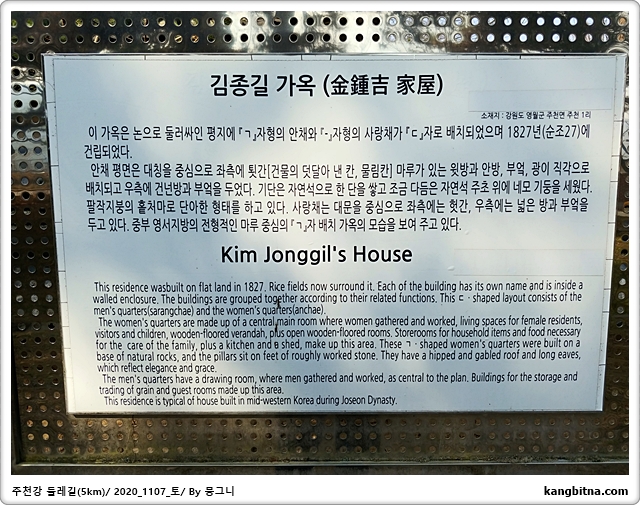 김종길 가옥 (金鍾吉 家屋)
소재지 : 강원도 영월군 주천면 주천 1리
이 가옥은 논으로 둘러싸인 평지에 『ㄱ』자형의 안채와 『-』자형의 사랑채가 『ㄷ』자로 배치되었으며 1827년(순조27)에
건립되었다.
안채 평면은 대청을 중심으로 좌측에 툇간[건물의 덧달아 낸 칸, 물림칸] 마루가 있는 윗방과 안방, 부엌, 광이 직각으로
배치되고 우측에 건넌방과 부엌을 두었다. 기단은 자연석으로 한 단을 쌓고 조금 다듬은 자연석 주초 위에 네모 기둥을 세웠다.
팔작지붕의 홑처마로 단아한 형태를 하고 있다. 사랑채는 대문을 중심으로 좌측에는 헛간, 우측에는 넓은 방과 부엌을
두고 있다. 중부 영서지방의 전형적인 마루 중심의 『ㄱ』자 배치 가옥의 모습을 보여 주고 있다.
Kim Jonggil's House
This residence wasbuilt on flat land in 1827. Rice fields now surround it. Each of the building has its own name and is inside a
walled enclosure. The buildings are grouped together according to their related functions. This ㄷ - shaped layout consists of the
men's quarters(sarangchae) and the women's quarters(anchae).
The women's quarters are made up of a central main room where women gathered and worked, living spaces for female residents,
visitors and children, wooden-floored verandah, plus open wooden-floored rooms. Storerooms for household items and food necessary
for the care of the family, plus a kitchen and a shed, make up this area. These ㄱ - shaped women's quarters were built on a
base of natural rocks, and the pillars sit on feet of roughly worked stone. They have a hipped and gabled roof and long eaves,
which reflect elegance and grace.
The men's quarters have a drawing room, where men gathered and worked, as central to the plan. Buildings for the storage and
trading of grain and guest rooms made up this area.
This residence is typical of house built in mid-western Korea during Joseon Dynasty.
주천강 둘레길(5km)/ 2020_1107_토/ By 뭉그니
kangbitna.com